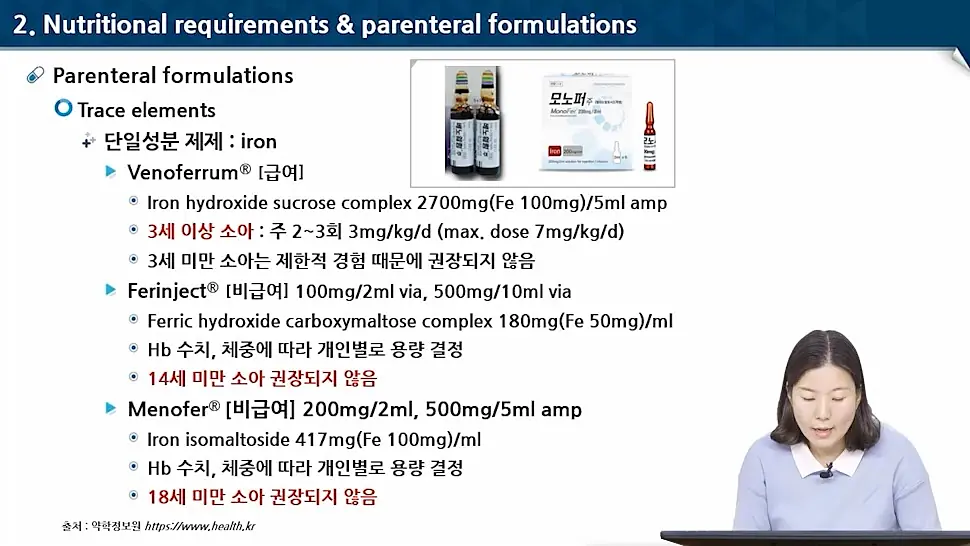 2. Nutritional requirements & parenteral formulations
Parenteral formulations
Trace elements
단일성분 제제 : iron
Venoferrum® [급여]
Iron hydroxide sucrose complex 2700mg(Fe 100mg)/5ml amp
3세 이상 소아 : 주 2~3회 3mg/kg/d (max. dose 7mg/kg/d)
3세 미만 소아는 제한적 경험 때문에 권장되지 않음
Ferinject® [비급여] 100mg/2ml via, 500mg/10ml via
Ferric hydroxide carboxymaltose complex 180mg(Fe 50mg)/ml
Hb 수치, 체중에 따라 개인별로 용량 결정
14세 미만 소아 권장되지 않음
Menofer® [비급여] 200mg/2ml, 500mg/5ml amp
Iron isomaltoside 417mg(Fe 100mg)/ml
Hb 수치, 체중에 따라 개인별로 용량 결정
18세 미만 소아 권장되지 않음
출처 : 약학정보원 https://www.health.kr
모노퍼주
MonoFer
Iron